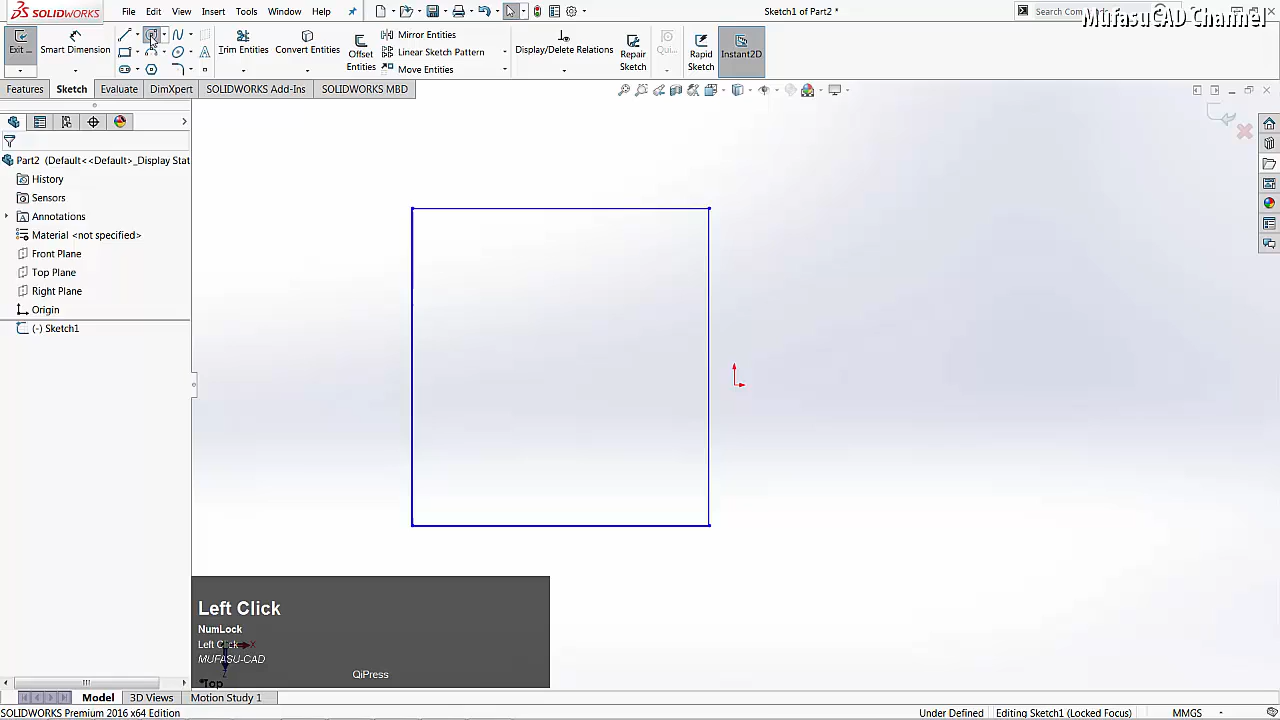 SOLIDWORKS
File
Edit
View
Insert
Tools
Window
Help
Sketch1 of Part2 *
Search Com
MufasuCAD Channel
Exit ...
Smart Dimension
Trim Entities
Convert Entities
Offset
Entities
Mirror Entities
Linear Sketch Pattern
Move Entities
Display/Delete Relations
Repair
Sketch
Qui...
Rapid
Sketch
Instant2D
Features
Sketch
Evaluate
DimXpert
SOLIDWORKS Add-Ins
SOLIDWORKS MBD
Part2 (Default<<Default>_Display Stat
History
Sensors
Annotations
Material <not specified>
Front Plane
Top Plane
Right Plane
Origin
(-) Sketch1
Left Click
NumLock
Left Click
MUFASU-CAD
QiPress
*Top
Model
3D Views
Motion Study 1
SOLIDWORKS Premium 2016 x64 Edition
Under Defined
Editing Sketch1 (Locked Focus)
MMGS